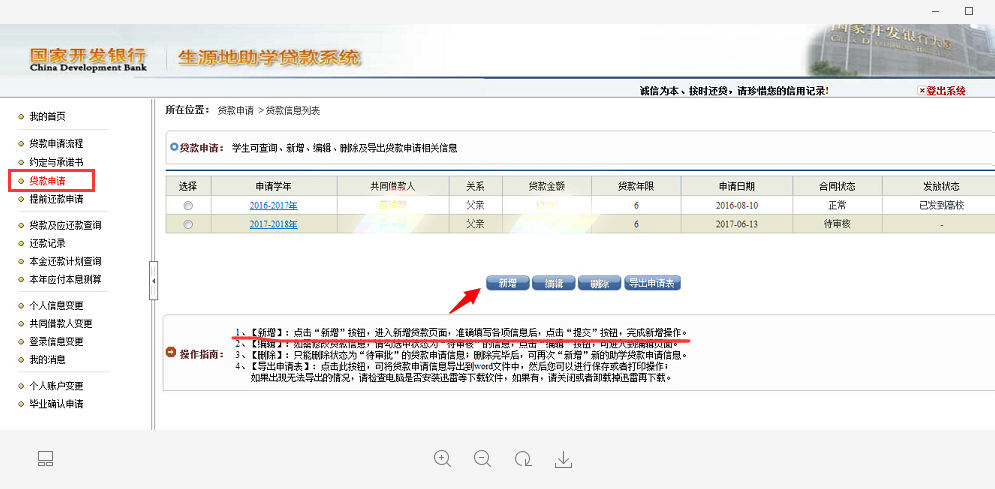 国家开发银行
China Development Bank
生源地助学贷款系统
诚信为本、按时还贷，请珍惜您的信用记录!
登出系统
我的首页
贷款申请流程
约定与承诺书
贷款申请
提前还款申请
贷款及应还款查询
还款记录
本金还款计划查询
本年应付本息测算
个人信息变更
共同借款人变更
登录信息变更
我的消息
个人账户变更
毕业确认申请
所在位置： 贷款申请 > 贷款信息列表
贷款申请： 学生可查询、新增、编辑、删除及导出贷款申请相关信息
选择 申请学年 共同借款人 关系 贷款金额 贷款年限 申请日期 合同状态 发放状态
2016-2017年 父亲 6 2016-08-10 正常 已发到高校
2017-2018年 父亲 6 2017-06-13 待审核 -
新增 编辑 删除 导出申请表
操作指南：
1、【新增】：点击“新增”按钮，进入新增贷款页面，准确填写各项信息后，点击“提交”按钮，完成新增操作。
2、【编辑】：如需修改贷款信息，请勾选申状态为“待审核”的信息，点击“编辑”按钮，可进入到编辑页面。
3、【删除】：只能删除状态为“待审批”的贷款申请信息；删除完毕后，可再次“新增”新的助学贷款申请信息。
4、【导出申请表】：点击此按钮，可将贷款申请信息导出到word文件中，然后您可以进行保存或者打印操作；
如果出现无法导出的情况，请检查电脑是否安装迅雷等下载软件，如果有，请关闭或者卸载掉迅雷再下载。